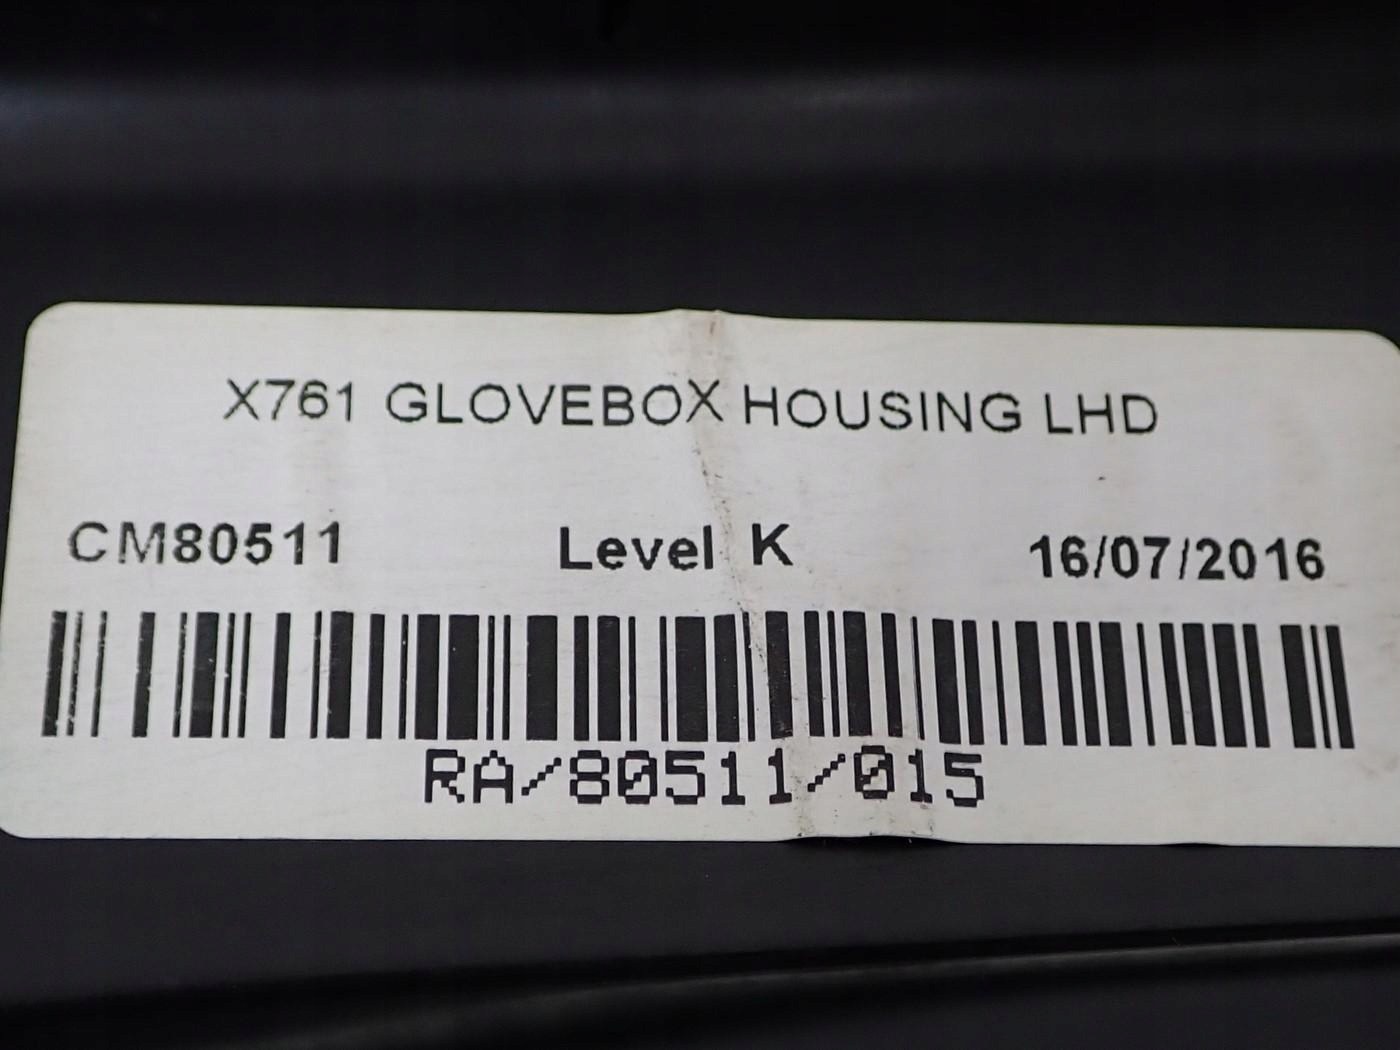 X761 GLOVEBOX HOUSING LHD
CM80511 Level K 16/07/2016
RA/80511/015